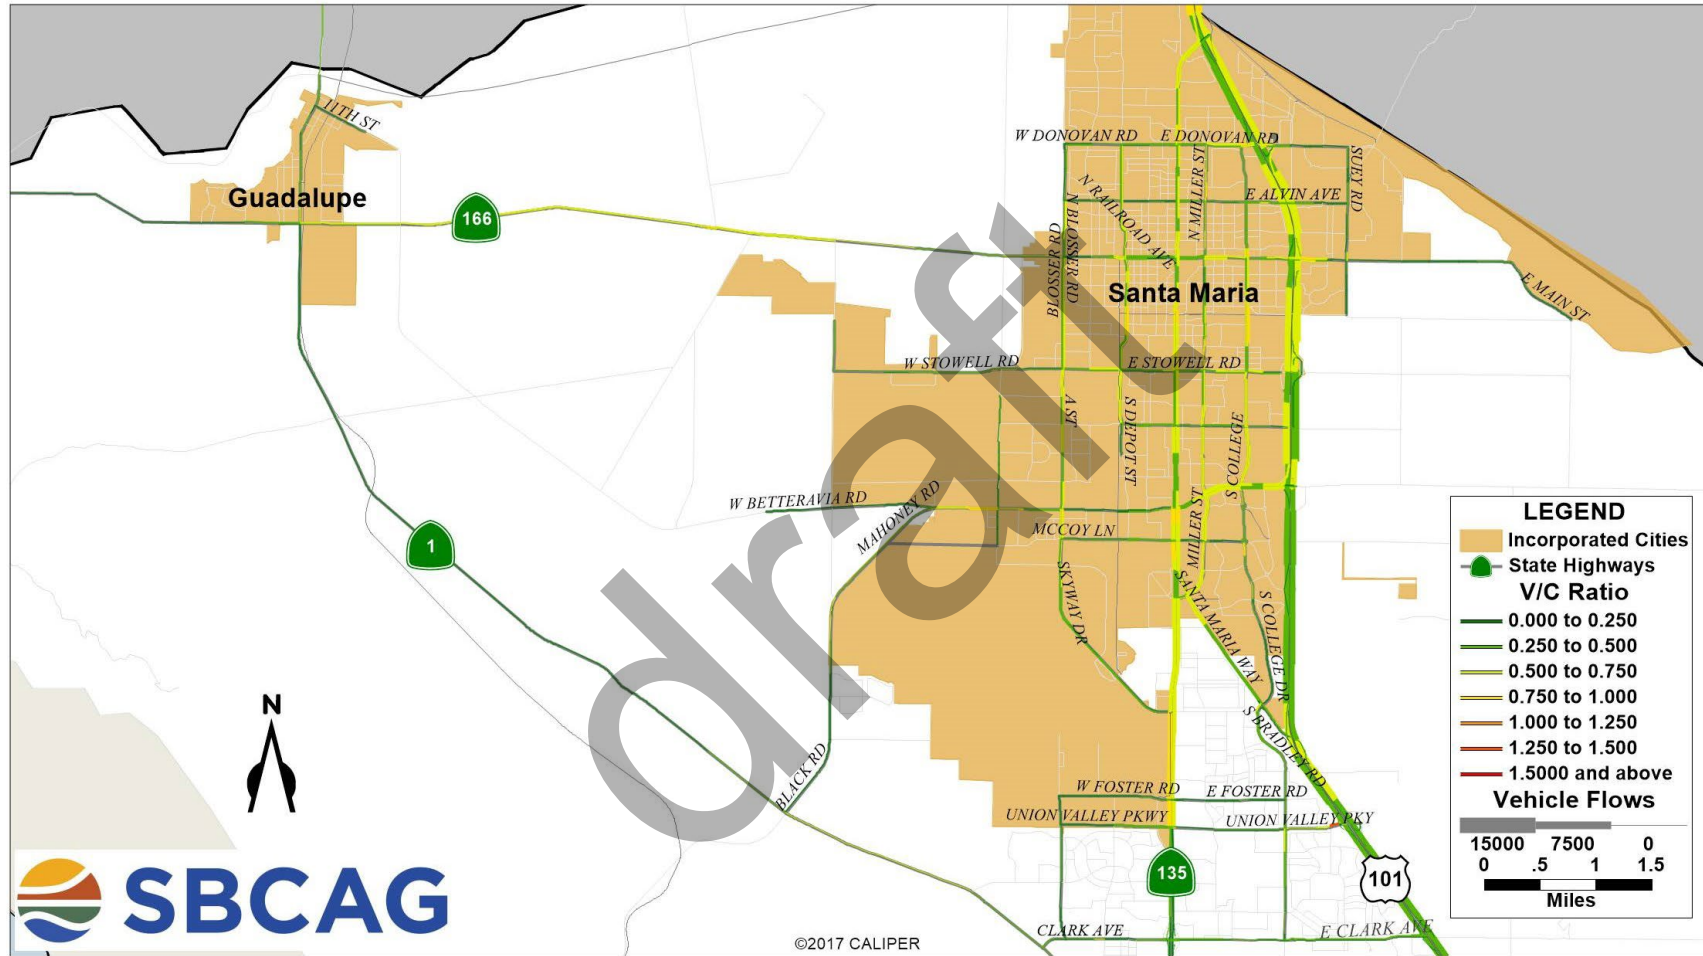 11TH ST
Guadalupe
166
W DONOVAN RD
E DONOVAN RD
SUEY RD
N MILLER ST
E ALVIN AVE
N RAILROAD AVE
N BLOSSER RD
BLOSSER RD
Santa Maria
E MAIN ST
W STOWELL RD
E STOWELL RD
A ST
S DEPOT ST
S COLLEGE
W BETTERAVIA RD
MAHONEY RD
MCCOY LN
MILLER ST
1
SKYWAY DR
SANTA MARIA WAY
S COLLEGE DR
S BRADLEY RD
BLACK RD
W FOSTER RD
E FOSTER RD
UNION VALLEY PKWY
UNION VALLEY PKY
135
101
CLARK AVE
E CLARK AVE
draft
N
SBCAG
©2017 CALIPER
LEGEND
Incorporated Cities
State Highways
V/C Ratio
0.000 to 0.250
0.250 to 0.500
0.500 to 0.750
0.750 to 1.000
1.000 to 1.250
1.250 to 1.500
1.5000 and above
Vehicle Flows
15000 7500 0
0 .5 1 1.5
Miles